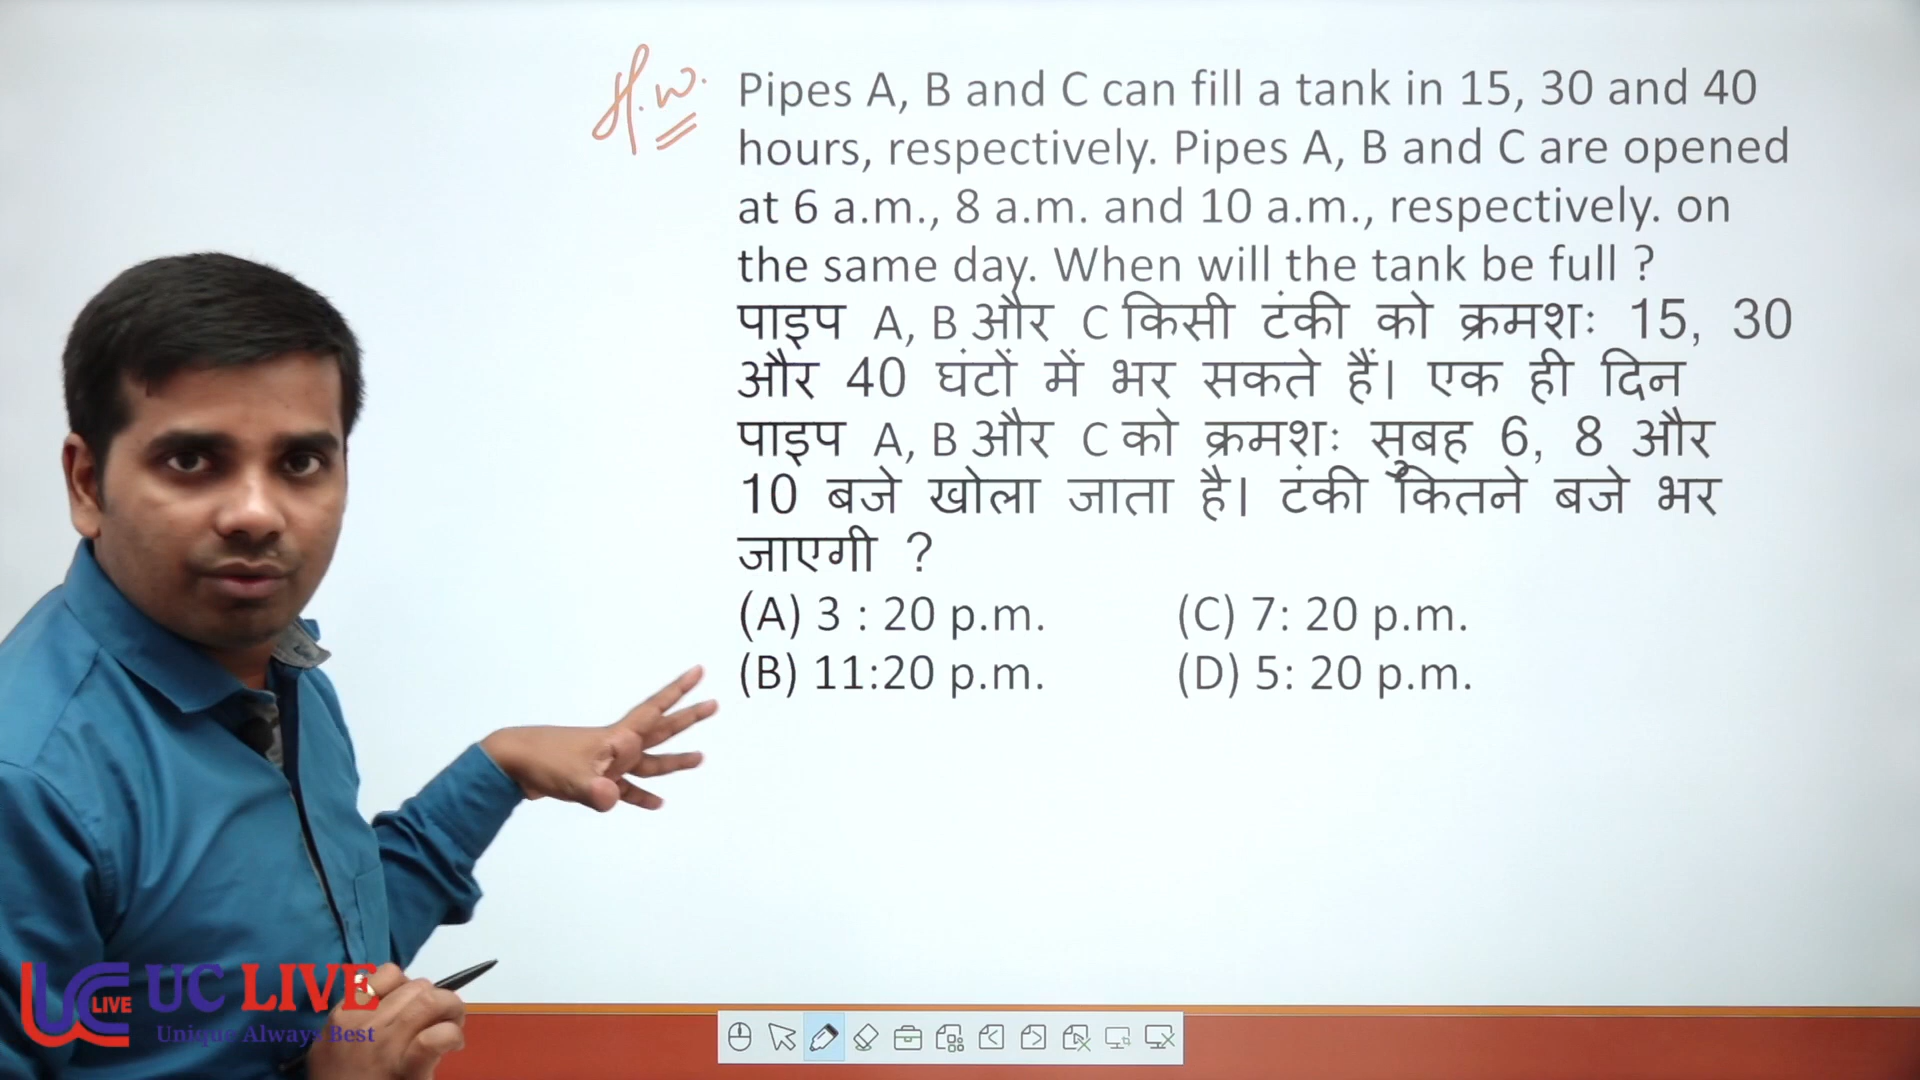 H.W.
Pipes A, B and C can fill a tank in 15, 30 and 40
hours, respectively. Pipes A, B and C are opened
at 6 a.m., 8 a.m. and 10 a.m., respectively. on
the same day. When will the tank be full ?
पाइप A, B और C किसी टंकी को क्रमशः 15, 30
और 40 घंटों में भर सकते हैं। एक ही दिन
पाइप A, B और C को क्रमशः सुबह 6, 8 और
10 बजे खोला जाता है। टंकी कितने बजे भर
जाएगी ?
(A) 3 : 20 p.m. (C) 7: 20 p.m.
(B) 11:20 p.m. (D) 5: 20 p.m.
UC LIVE UC LIVE
Unique Always Best